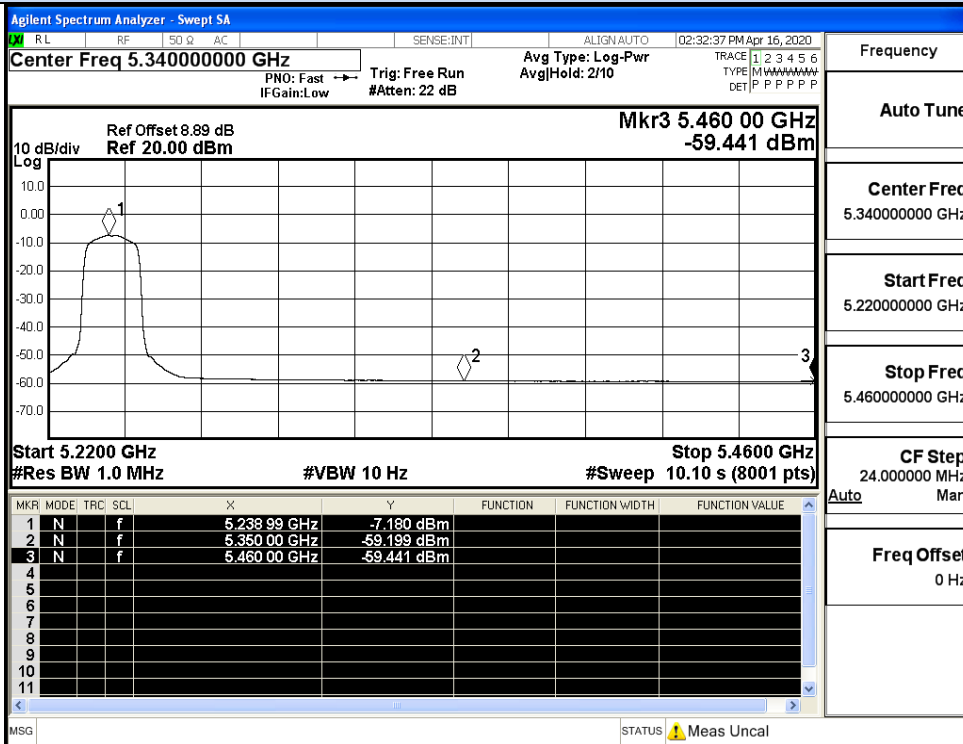 Agilent Spectrum Analyzer - Swept SA
LXI RL RF 50 Ω AC SENSE:INT ALIGN AUTO 02:32:37 PM Apr 16, 2020
Center Freq 5.340000000 GHz
PNO: Fast
IFGain:Low
Trig: Free Run
#Atten: 22 dB
Avg Type: Log-Pwr
Avg|Hold: 2/10
TRACE 1 2 3 4 5 6
TYPE M W W W W W
DET P P P P P P
Mkr3 5.460 00 GHz
-59.441 dBm
Ref Offset 8.89 dB
10 dB/div Ref 20.00 dBm
Log
10.0
0.00
-10.0
-20.0
-30.0
-40.0
-50.0
-60.0
-70.0
1
2
3
Start 5.2200 GHz Stop 5.4600 GHz
#Res BW 1.0 MHz #VBW 10 Hz #Sweep 10.10 s (8001 pts)
MKR MODE TRC SCL X Y FUNCTION FUNCTION WIDTH FUNCTION VALUE
1 N f 5.238 99 GHz -7.180 dBm
2 N f 5.350 00 GHz -59.199 dBm
3 N f 5.460 00 GHz -59.441 dBm
4
5
6
7
8
9
10
11
MSG STATUS Meas Uncal
Frequency
Auto Tune
Center Freq
5.340000000 GHz
Start Freq
5.220000000 GHz
Stop Freq
5.460000000 GHz
CF Step
24.000000 MHz
Auto Man
Freq Offset
0 Hz